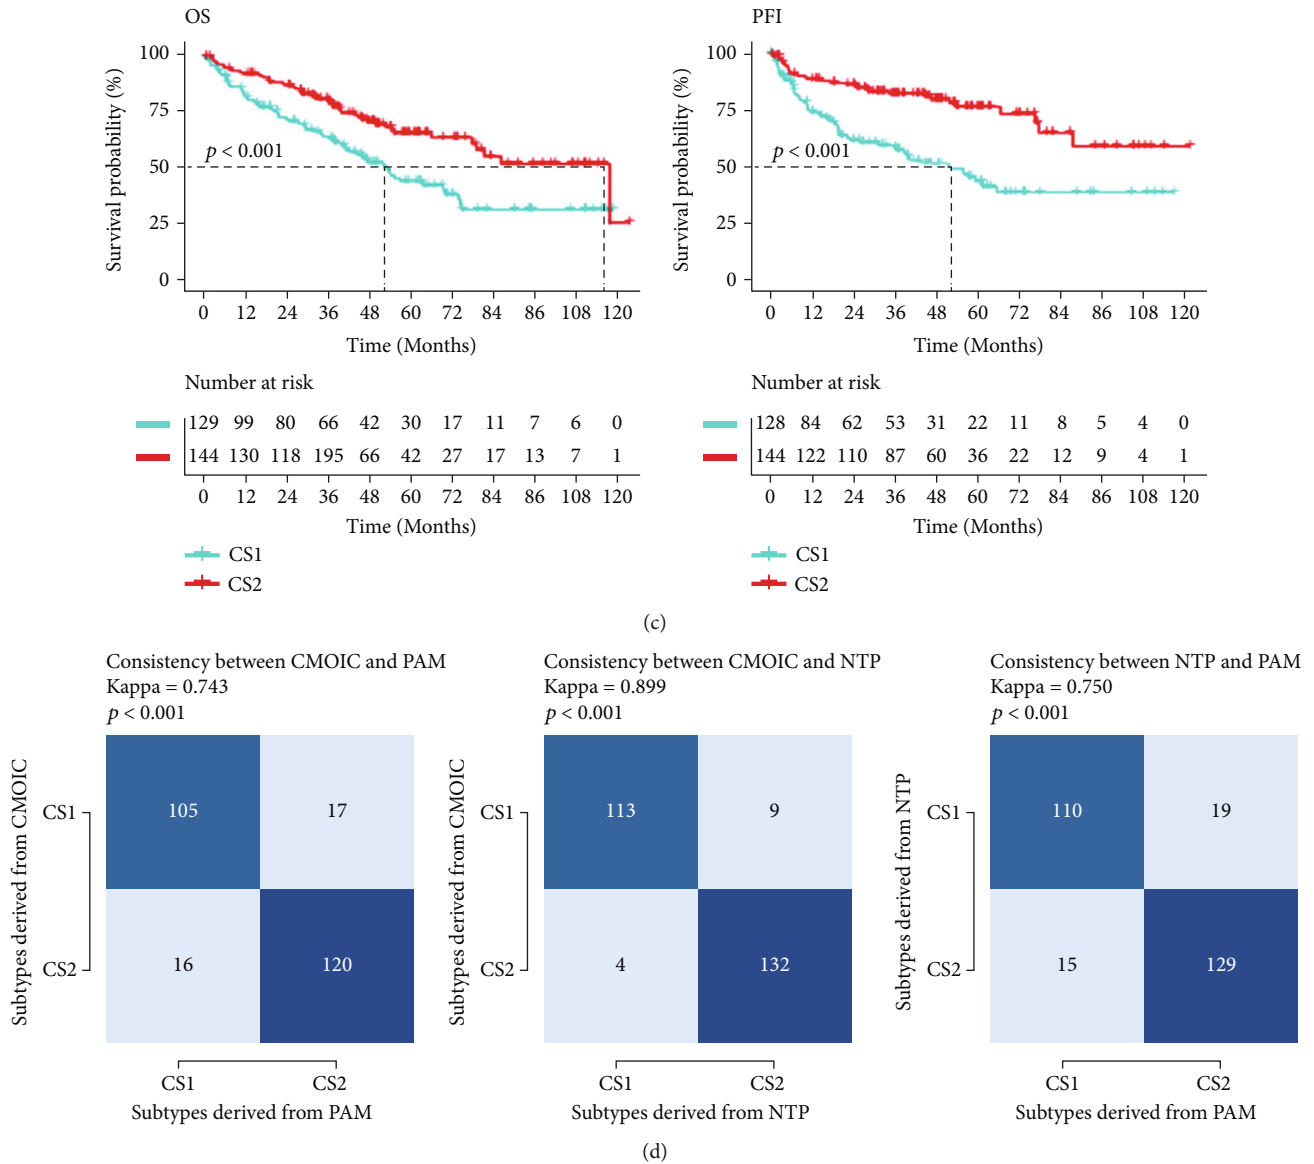 OS
Survival probability (%)
100
75
50
25
0
p < 0.001
0 12 24 36 48 60 72 84 86 108 120
Time (Months)
Number at risk
129 99 80 66 42 30 17 11 7 6 0
144 130 118 195 66 42 27 17 13 7 1
0 12 24 36 48 60 72 84 86 108 120
Time (Months)
CS1
CS2
PFI
Survival probability (%)
100
75
50
25
0
p < 0.001
0 12 24 36 48 60 72 84 86 108 120
Time (Months)
Number at risk
128 84 62 53 31 22 11 8 5 4 0
144 122 110 87 60 36 22 12 9 4 1
0 12 24 36 48 60 72 84 86 108 120
Time (Months)
CS1
CS2
(c)
Consistency between CMOIC and PAM
Kappa = 0.743
p < 0.001
Subtypes derived from CMOIC
CS1
105 17
CS2
16 120
CS1 CS2
Subtypes derived from PAM
Consistency between CMOIC and NTP
Kappa = 0.899
p < 0.001
Subtypes derived from CMOIC
CS1
113 9
CS2
4 132
CS1 CS2
Subtypes derived from NTP
Consistency between NTP and PAM
Kappa = 0.750
p < 0.001
Subtypes derived from NTP
CS1
110 19
CS2
15 129
CS1 CS2
Subtypes derived from PAM
(d)